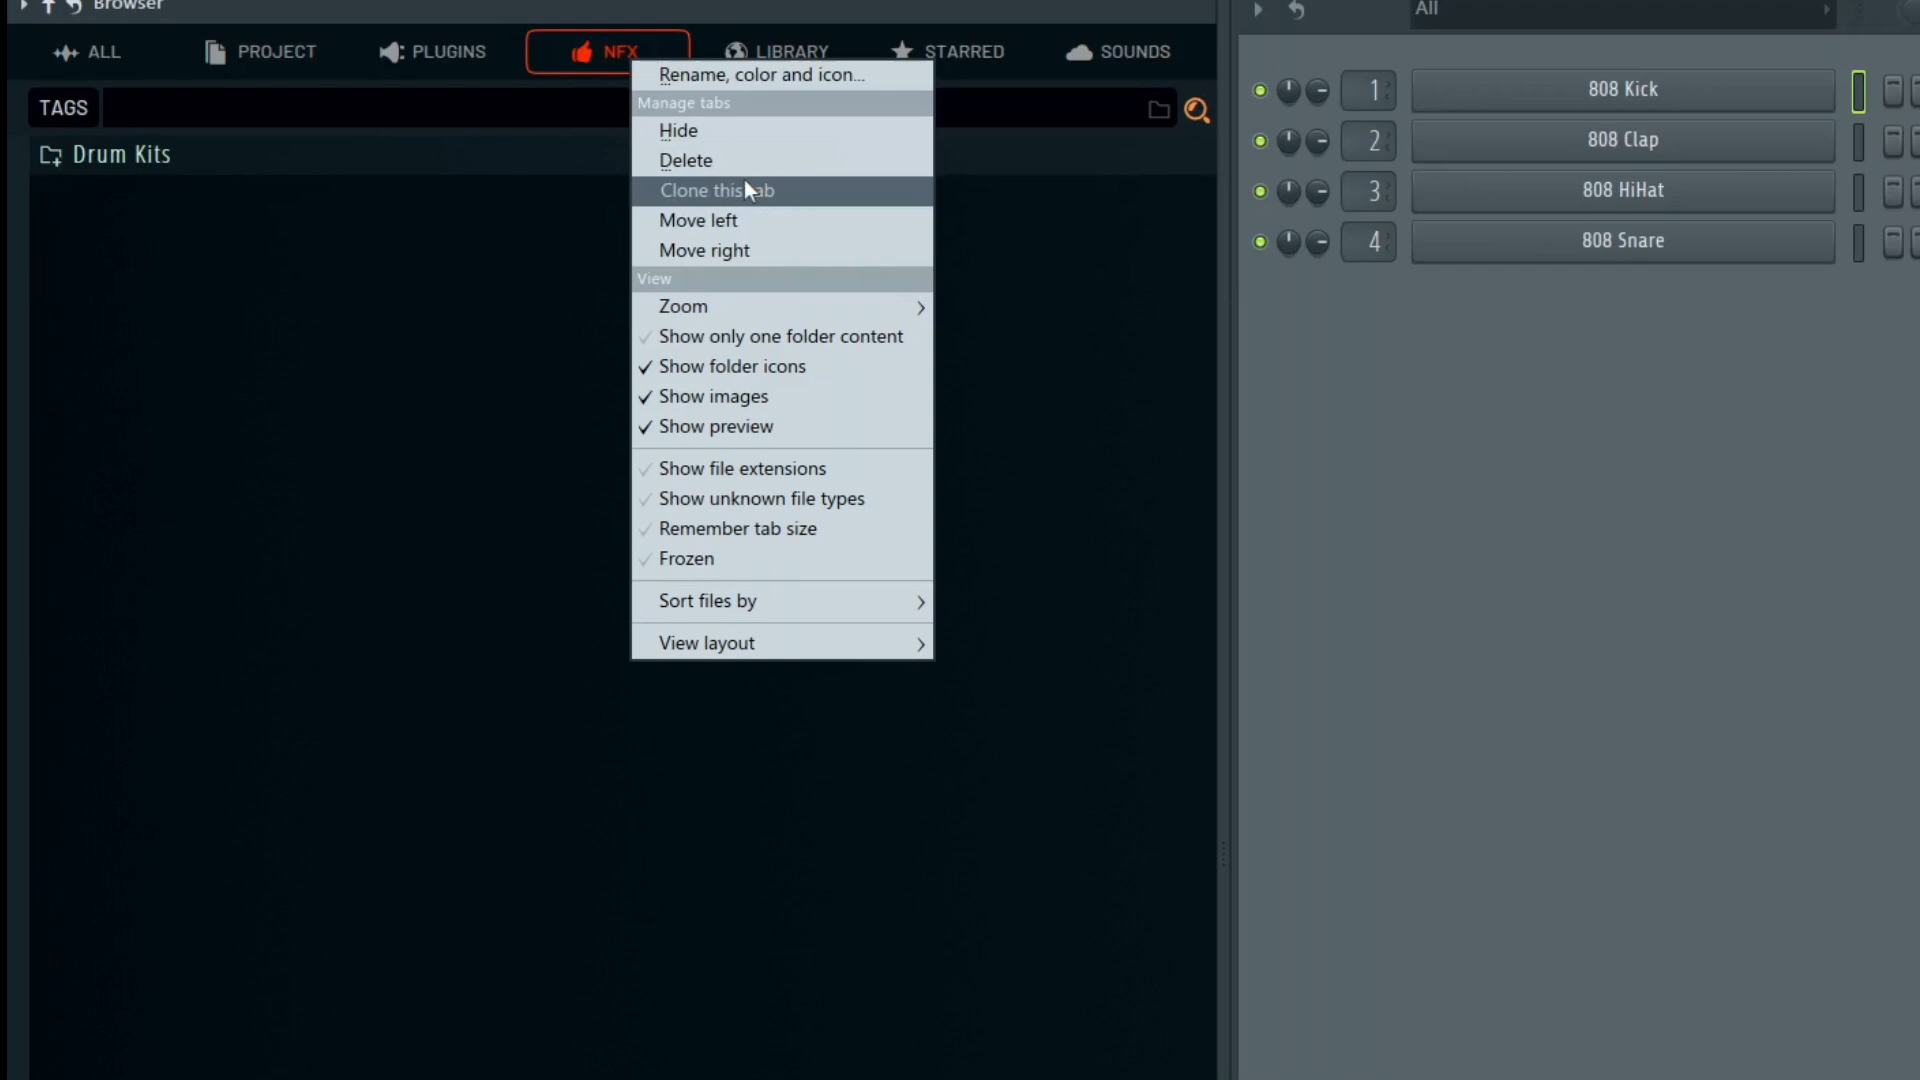 Browser
ALL
PROJECT
PLUGINS
NFX
LIBRARY
STARRED
SOUNDS
TAGS
Drum Kits
Rename, color and icon...
Manage tabs
Hide
Delete
Clone this tab
Move left
Move right
View
Zoom
Show only one folder content
Show folder icons
Show images
Show preview
Show file extensions
Show unknown file types
Remember tab size
Frozen
Sort files by
View layout
All
1 808 Kick
2 808 Clap
3 808 HiHat
4 808 Snare